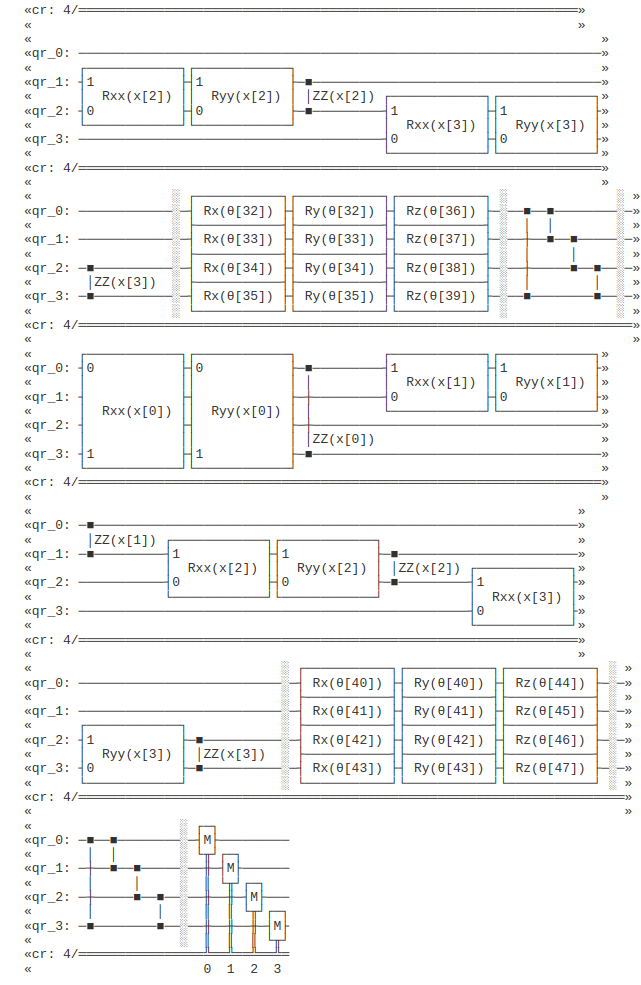 «cr: 4/═══════════════════════════»
« »
« »
«qr_0: ───────────────────────────»
« »
«qr_1: ┤1 ├┤1 ├─■─────────────────»
« Rxx(x[2]) Ryy(x[2]) │ZZ(x[2]) »
«qr_2: ┤0 ├┤0 ├─■───────┤1 ├┤1 ├»
« Rxx(x[3]) Ryy(x[3]) »
«qr_3: ─────────────────┤0 ├┤0 ├»
« »
«cr: 4/═══════════════════════════»
« »
« ░ ░ ░ »
«qr_0: ─░─┤ Rx(θ[32]) ├┤ Ry(θ[32]) ├┤ Rz(θ[36]) ├─░──■──■────────░─»
« ░ ░ │ │ ░ »
«qr_1: ─░─┤ Rx(θ[33]) ├┤ Ry(θ[33]) ├┤ Rz(θ[37]) ├─░──┼──■──■─────░─»
« ░ ░ │ │ ░ »
«qr_2: ─■─────────░─┤ Rx(θ[34]) ├┤ Ry(θ[34]) ├┤ Rz(θ[38]) ├─░──┼─────■──■──░─»
« │ZZ(x[3]) ░ ░ │ │ ░ »
«qr_3: ─■─────────░─┤ Rx(θ[35]) ├┤ Ry(θ[35]) ├┤ Rz(θ[39]) ├─░──■────────■──░─»
« ░ ░ ░ »
«cr: 4/═══════════════════════════»
« »
« »
«qr_0: ┤0 ├┤0 ├─■───────┤1 ├┤1 ├»
« │ Rxx(x[1]) Ryy(x[1]) »
«qr_1: ┤ ├┤ ├─┼───────┤0 ├┤0 ├»
« Rxx(x[0]) Ryy(x[0]) │ »
«qr_2: ┤ ├┤ ├─┼─────────────────»
« │ZZ(x[0]) »
«qr_3: ┤1 ├┤1 ├─■─────────────────»
« »
«cr: 4/═══════════════════════════»
« »
« »
«qr_0: ─■─────────────────────────»
« │ZZ(x[1]) »
«qr_1: ─■─────────┤1 ├┤1 ├─■──────»
« Rxx(x[2]) Ryy(x[2]) │ZZ(x[2]) »
«qr_2: ───────────┤0 ├┤0 ├─■───────┤1 ├»
« Rxx(x[3]) »
«qr_3: ─────────────────┤0 ├»
« »
«cr: 4/═══════════════════════════»
« »
« ░ ░ »
«qr_0: ─░─┤ Rx(θ[40]) ├┤ Ry(θ[40]) ├┤ Rz(θ[44]) ├─░─»
« ░ ░ »
«qr_1: ─░─┤ Rx(θ[41]) ├┤ Ry(θ[41]) ├┤ Rz(θ[45]) ├─░─»
« ░ ░ »
«qr_2: ┤1 ├─■─────────░─┤ Rx(θ[42]) ├┤ Ry(θ[42]) ├┤ Rz(θ[46]) ├─░─»
« Ryy(x[3]) │ZZ(x[3]) ░ ░ »
«qr_3: ┤0 ├─■─────────░─┤ Rx(θ[43]) ├┤ Ry(θ[43]) ├┤ Rz(θ[47]) ├─░─»
« ░ ░ »
«cr: 4/═══════════════════════════»
« »
« ░
«qr_0: ─■──■────────░─┤M├─────────
« │ │ ░
«qr_1: ─┼──■──■─────░──╫─┤M├──────
« │ │ ░
«qr_2: ─┼─────■──■──░──╫──╫─┤M├───
« │ │ ░
«qr_3: ─■────────■──░──╫──╫──╫─┤M├
« ░
«cr: 4/════════════════╩══╩══╩══╩═
« 0 1 2 3